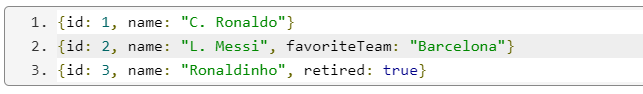 1. {id: 1, name: "C. Ronaldo"}
2. {id: 2, name: "L. Messi", favoriteTeam: "Barcelona"}
3. {id: 3, name: "Ronaldinho", retired: true}